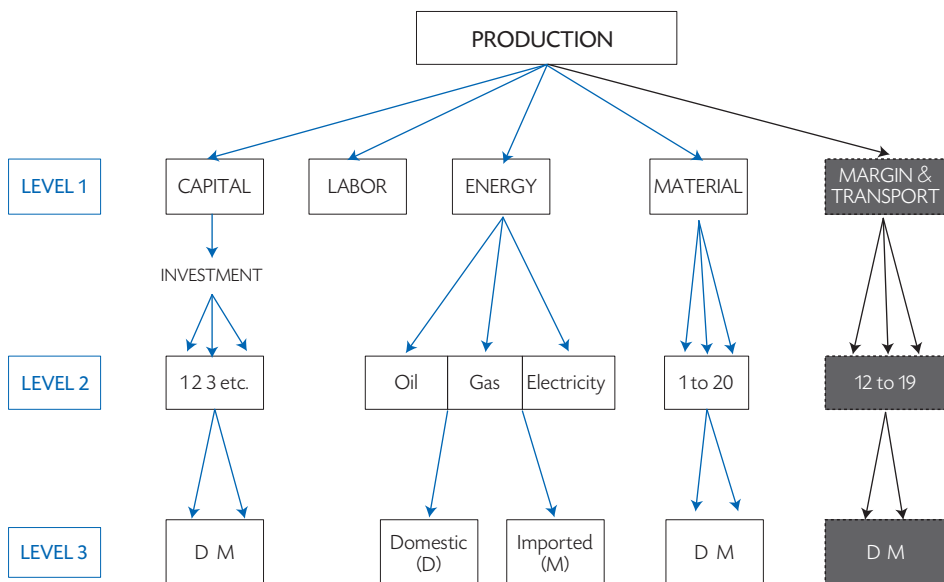 PRODUCTION
LEVEL 1
CAPITAL
LABOR
ENERGY
MATERIAL
MARGIN &
TRANSPORT
INVESTMENT
LEVEL 2
1 2 3 etc.
Oil
Gas
Electricity
1 to 20
12 to 19
LEVEL 3
D M
Domestic
(D)
Imported
(M)
D M
D M